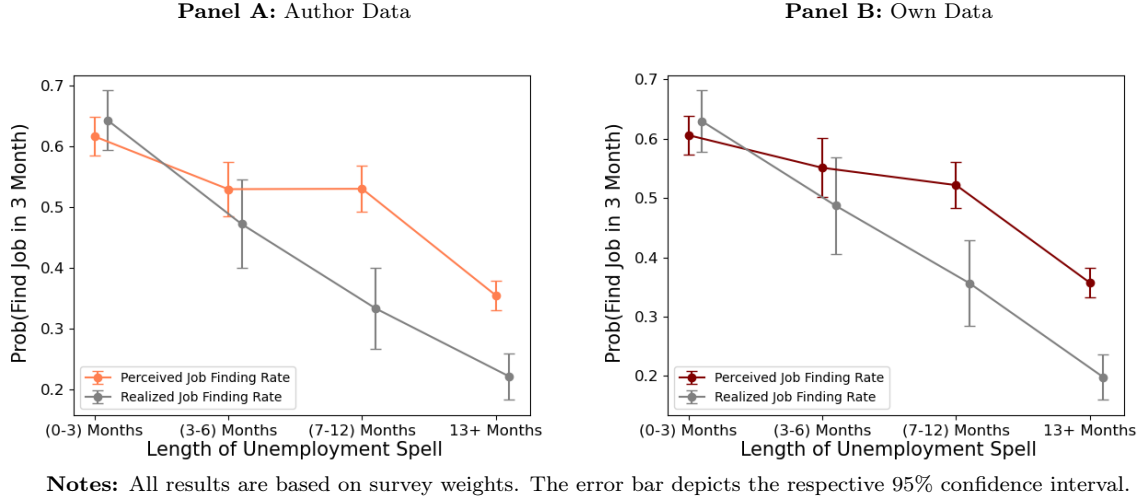 Panel A: Author Data
Prob(Find Job in 3 Month)
0.7
0.6
0.5
0.4
0.3
0.2
Perceived Job Finding Rate
Realized Job Finding Rate
(0-3) Months (3-6) Months (7-12) Months 13+ Months
Length of Unemployment Spell
Panel B: Own Data
Prob(Find Job in 3 Month)
0.7
0.6
0.5
0.4
0.3
0.2
Perceived Job Finding Rate
Realized Job Finding Rate
(0-3) Months (3-6) Months (7-12) Months 13+ Months
Length of Unemployment Spell
Notes: All results are based on survey weights. The error bar depicts the respective 95% confidence interval.